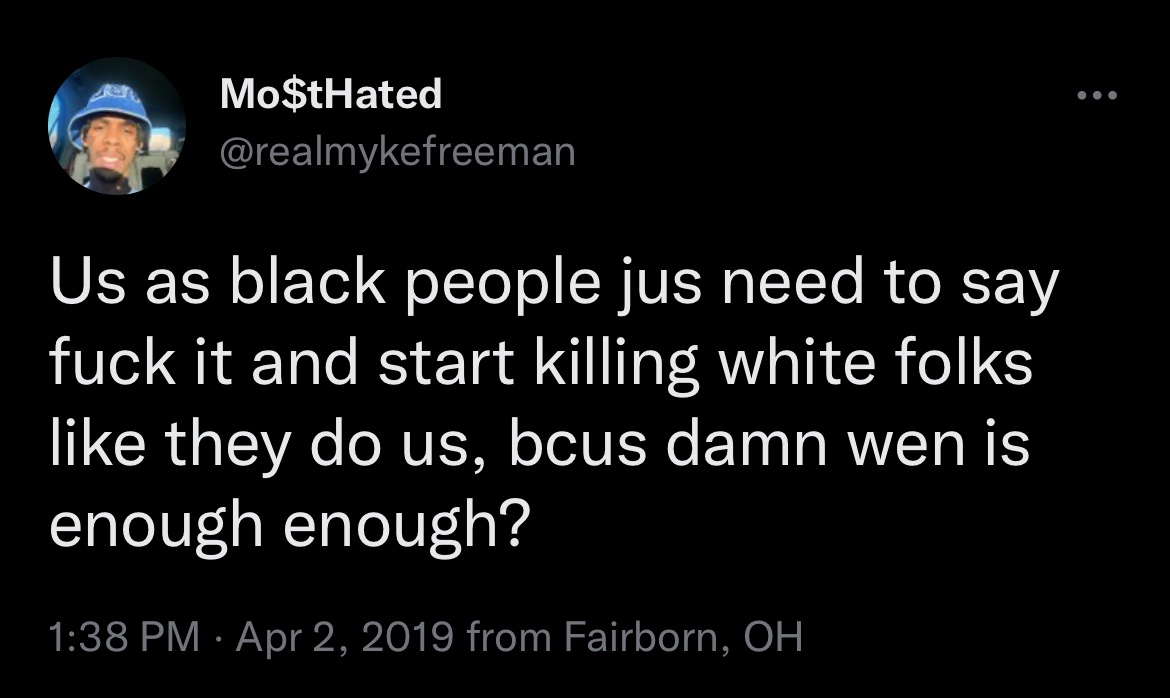 Mo$tHated
@realmykefreeman
Us as black people jus need to say
fuck it and start killing white folks
like they do us, bcus damn wen is
enough enough?
1:38 PM · Apr 2, 2019 from Fairborn, OH